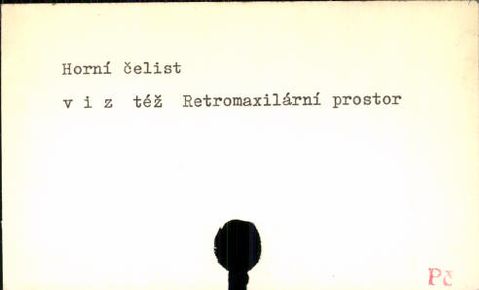 Horní čelist
v i z též Retromaxilární prostor